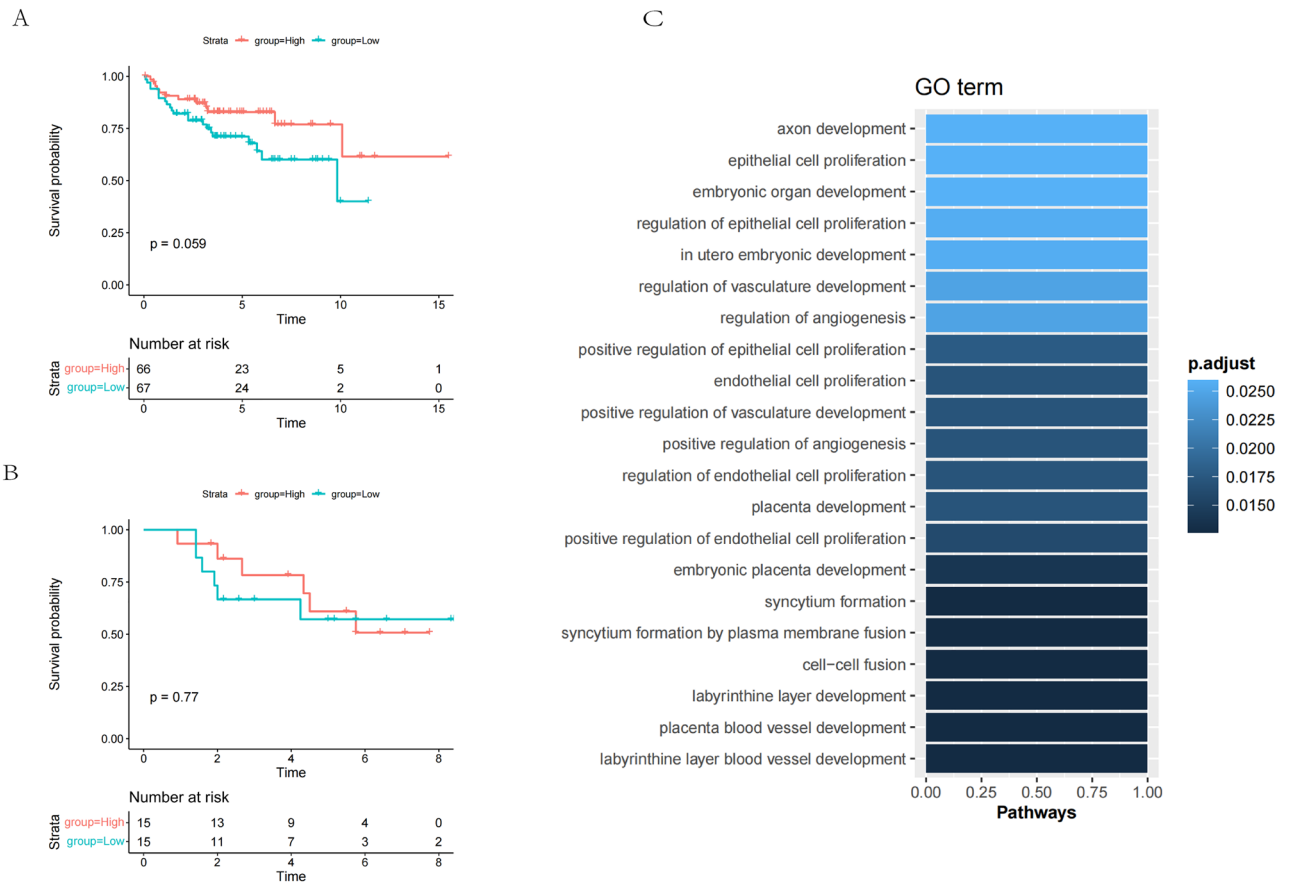 A
Strata group=High group=Low
Survival probability
1.00
0.75
0.50
0.25
0.00
p = 0.059
0 5 10 15
Time
Number at risk
Strata
group=High 66 23 5 1
group=Low 67 24 2 0
0 5 10 15
Time
B
Strata group=High group=Low
Survival probability
1.00
0.75
0.50
0.25
0.00
p = 0.77
0 2 4 6 8
Time
Number at risk
Strata
group=High 15 13 9 4 0
group=Low 15 11 7 3 2
0 2 4 6 8
Time
C
GO term
axon development
epithelial cell proliferation
embryonic organ development
regulation of epithelial cell proliferation
in utero embryonic development
regulation of vasculature development
regulation of angiogenesis
positive regulation of epithelial cell proliferation
endothelial cell proliferation
positive regulation of vasculature development
positive regulation of angiogenesis
regulation of endothelial cell proliferation
placenta development
positive regulation of endothelial cell proliferation
embryonic placenta development
syncytium formation
syncytium formation by plasma membrane fusion
cell−cell fusion
labyrinthine layer development
placenta blood vessel development
labyrinthine layer blood vessel development
0.00 0.25 0.50 0.75 1.00
Pathways
p.adjust
0.0250
0.0225
0.0200
0.0175
0.0150